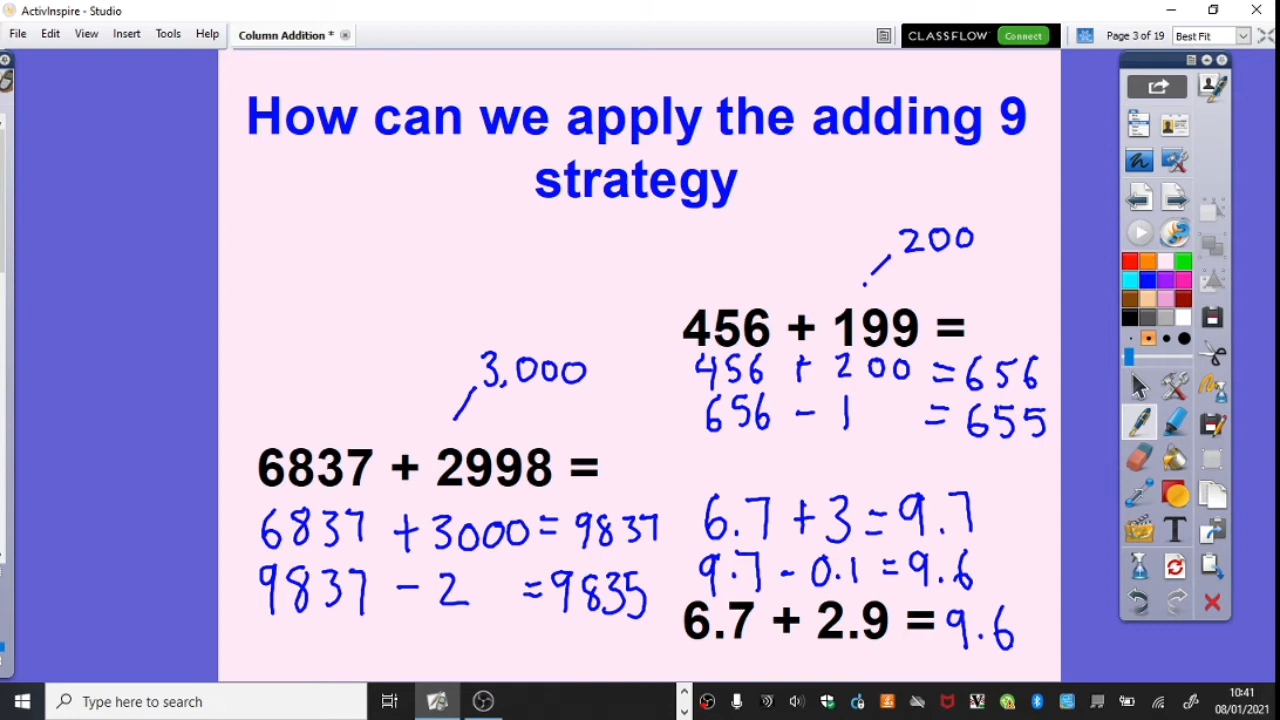 ActivInspire - Studio
File Edit View Insert Tools Help
Column Addition *
CLASSFLOW Connect
Page 3 of 19
Best Fit
How can we apply the adding 9
strategy
200
456 + 199 =
456 + 200 = 656
656 - 1 = 655
3,000
6837 + 2998 =
6837 + 3000 = 9837
9837 - 2 = 9835
6.7 + 3 = 9.7
9.7 - 0.1 = 9.6
6.7 + 2.9 = 9.6
Type here to search
10:41
08/01/2021